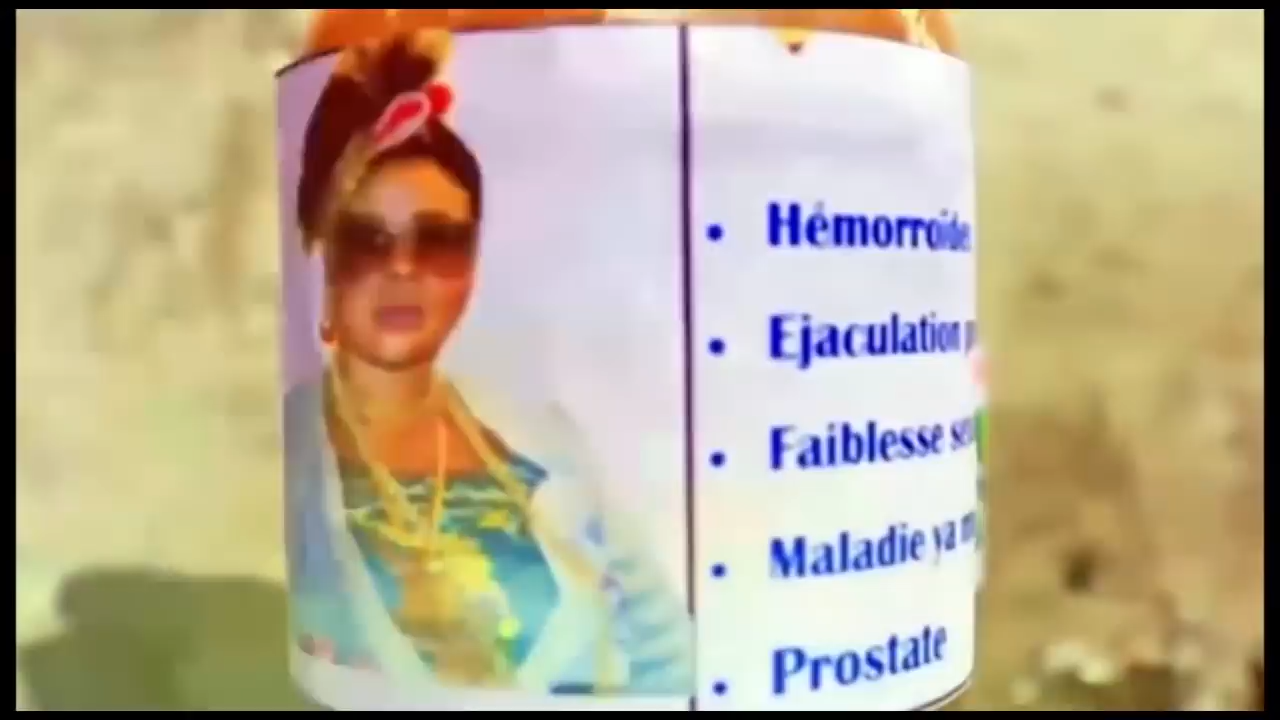 • Hémorroïde
• Ejaculation
• Faiblesse
• Maladie ya
• Prostate